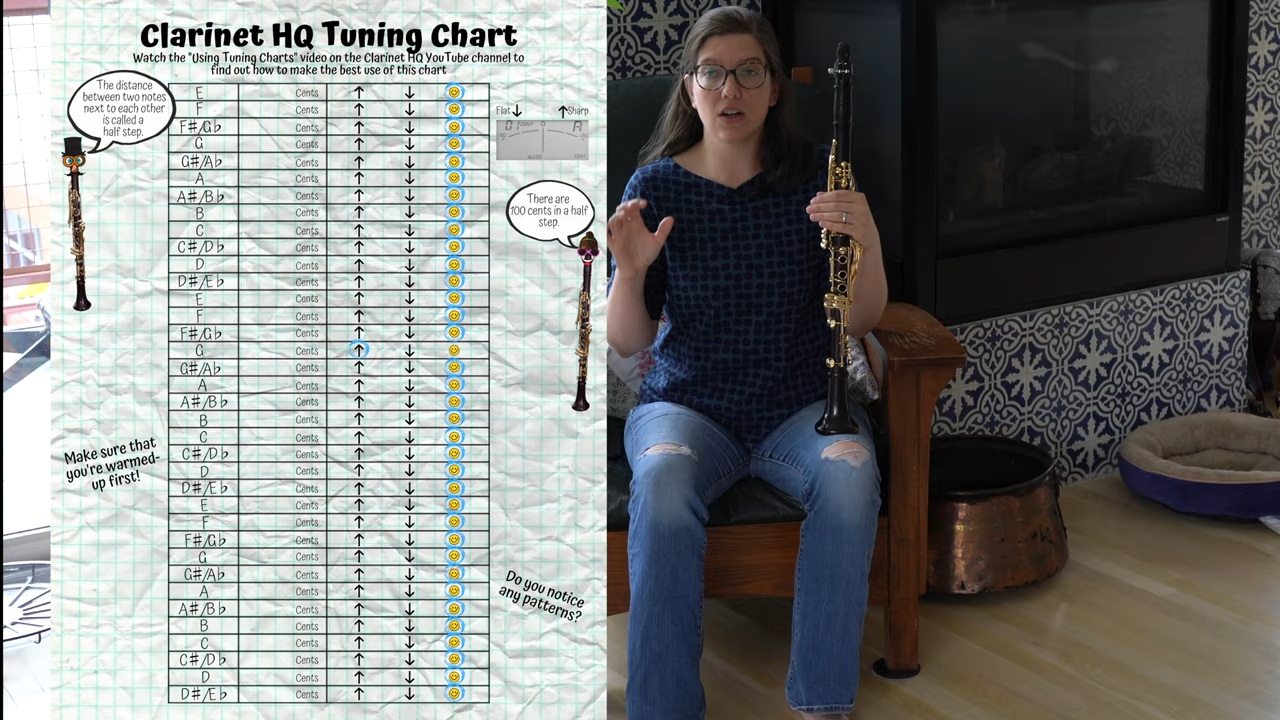 Clarinet HQ Tuning Chart
Watch the "Using Tuning Charts" video on the Clarinet HQ YouTube channel to
find out how to make the best use of this chart
The distance
between two notes
next to each other
is called a
half step.
Flat↓ ↑Sharp
A
AUTO
There are
100 cents in a half
step.
E Cents ↑ ↓
F Cents ↑ ↓
F#/G♭ Cents ↑ ↓
G Cents ↑ ↓
G#/A♭ Cents ↑ ↓
A Cents ↑ ↓
A#/B♭ Cents ↑ ↓
B Cents ↑ ↓
C Cents ↑ ↓
C#/D♭ Cents ↑ ↓
D Cents ↑ ↓
D#/E♭ Cents ↑ ↓
E Cents ↑ ↓
F Cents ↑ ↓
F#/G♭ Cents ↑ ↓
G Cents ↑ ↓
G#/A♭ Cents ↑ ↓
A Cents ↑ ↓
A#/B♭ Cents ↑ ↓
B Cents ↑ ↓
C Cents ↑ ↓
C#/D♭ Cents ↑ ↓
D Cents ↑ ↓
D#/E♭ Cents ↑ ↓
E Cents ↑ ↓
F Cents ↑ ↓
F#/G♭ Cents ↑ ↓
G Cents ↑ ↓
G#/A♭ Cents ↑ ↓
A Cents ↑ ↓
A#/B♭ Cents ↑ ↓
B Cents ↑ ↓
C Cents ↑ ↓
C#/D♭ Cents ↑ ↓
D Cents ↑ ↓
D#/E♭ Cents ↑ ↓
Make sure that
you're warmed-
up first!
Do you notice
any patterns?